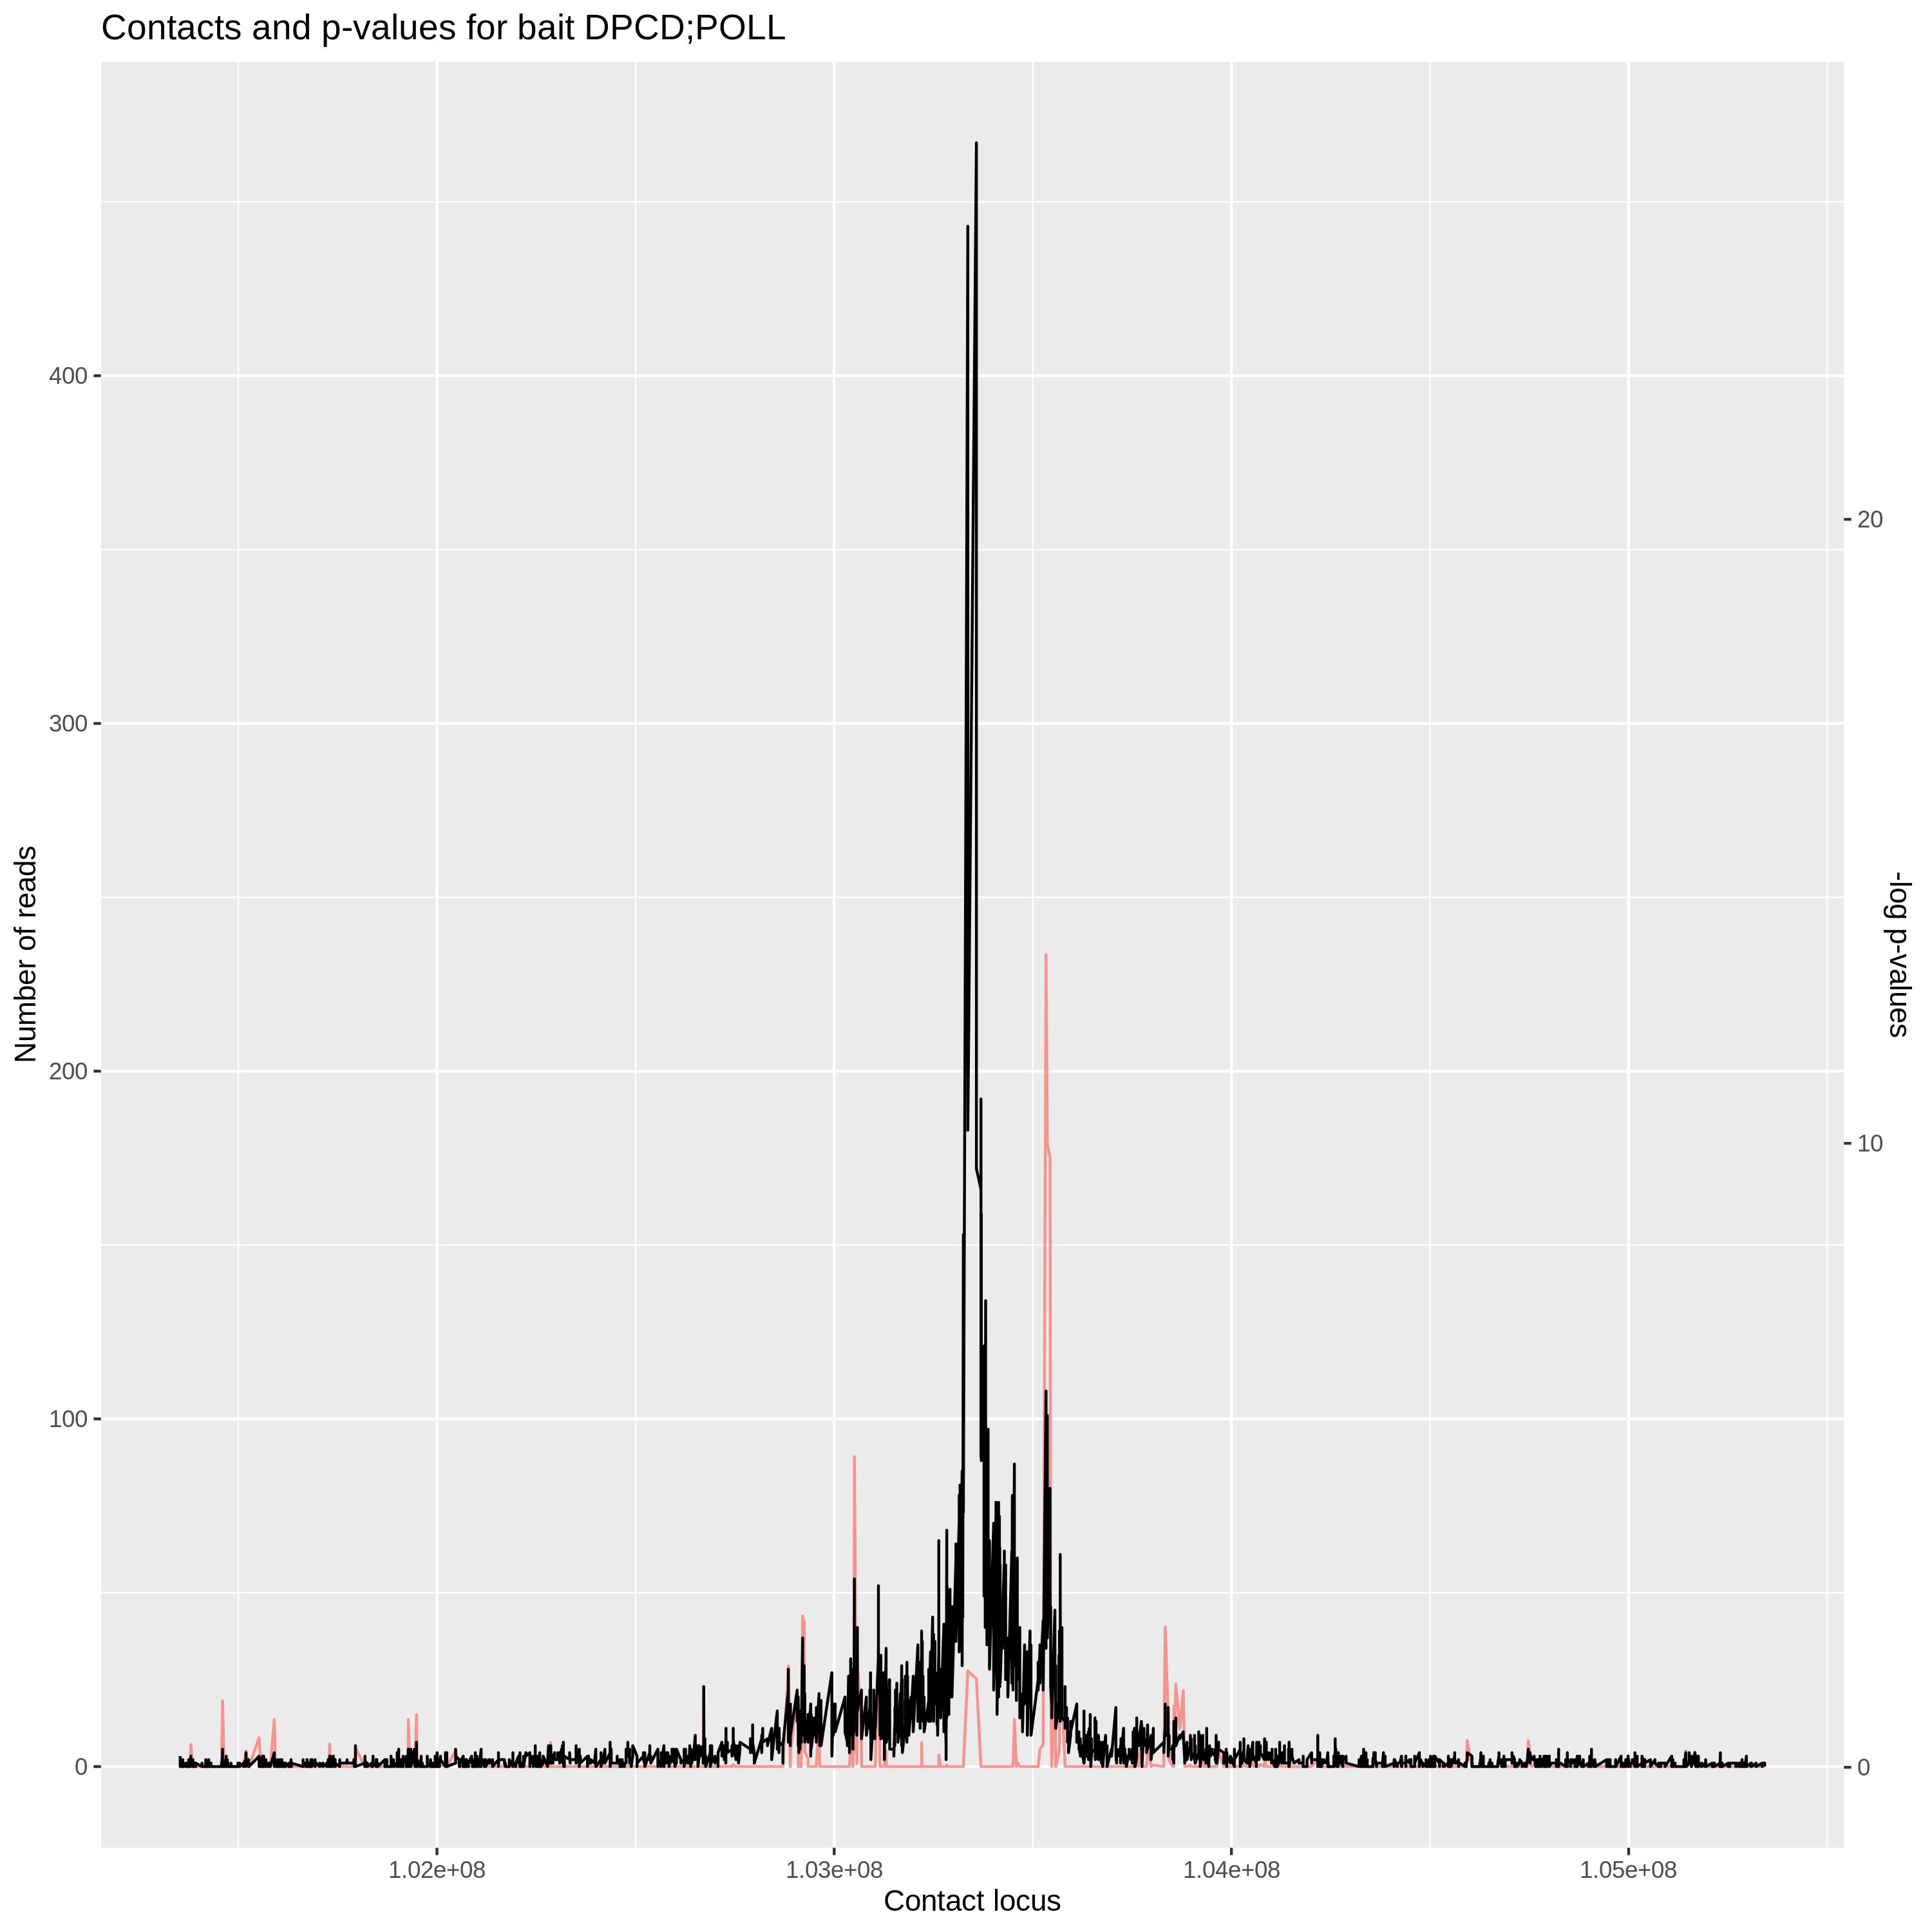 Contacts and p-values for bait DPCD;POLL
400
300
200
100
0
Number of reads
20
10
0
-log p-values
1.02e+08
1.03e+08
1.04e+08
1.05e+08
Contact locus